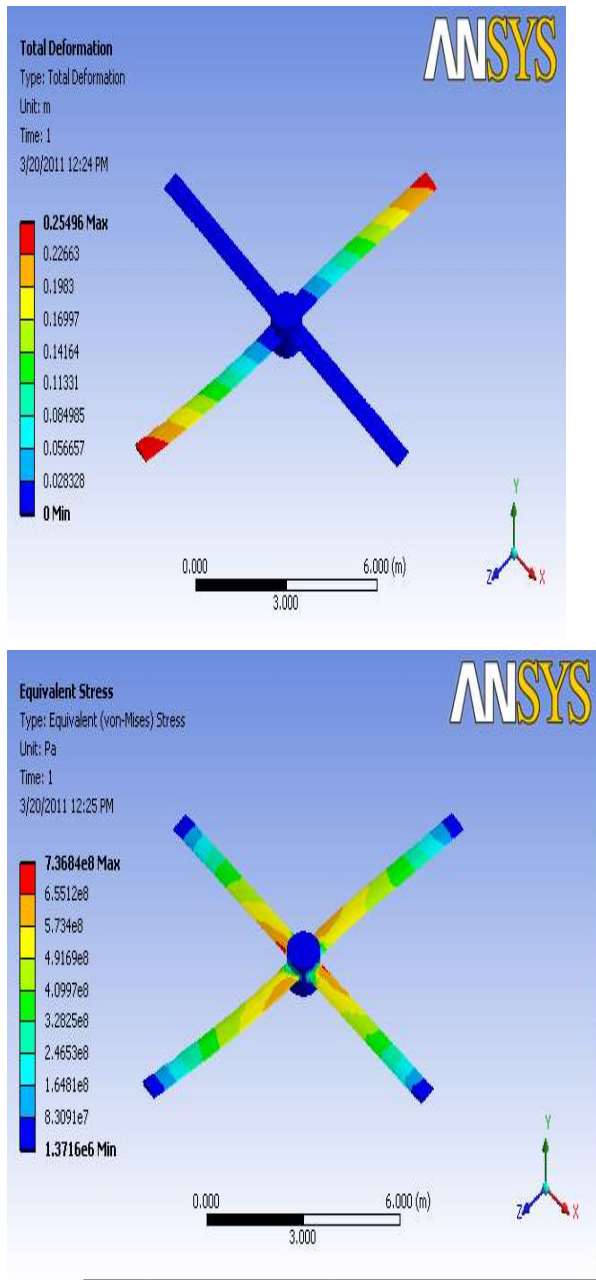 Total Deformation
Type: Total Deformation
Unit: m
Time: 1
3/20/2011 12:24 PM
ANSYS
0.25496 Max
0.22663
0.1983
0.16997
0.14164
0.11331
0.084985
0.056657
0.028328
0 Min
0.000
6.000 (m)
3.000
Y
Z
X
Equivalent Stress
Type: Equivalent (von-Mises) Stress
Unit: Pa
Time: 1
3/20/2011 12:25 PM
ANSYS
7.3684e8 Max
6.5512e8
5.734e8
4.9169e8
4.0997e8
3.2825e8
2.4653e8
1.6481e8
8.3091e7
1.3716e6 Min
0.000
6.000 (m)
3.000
Y
Z
X